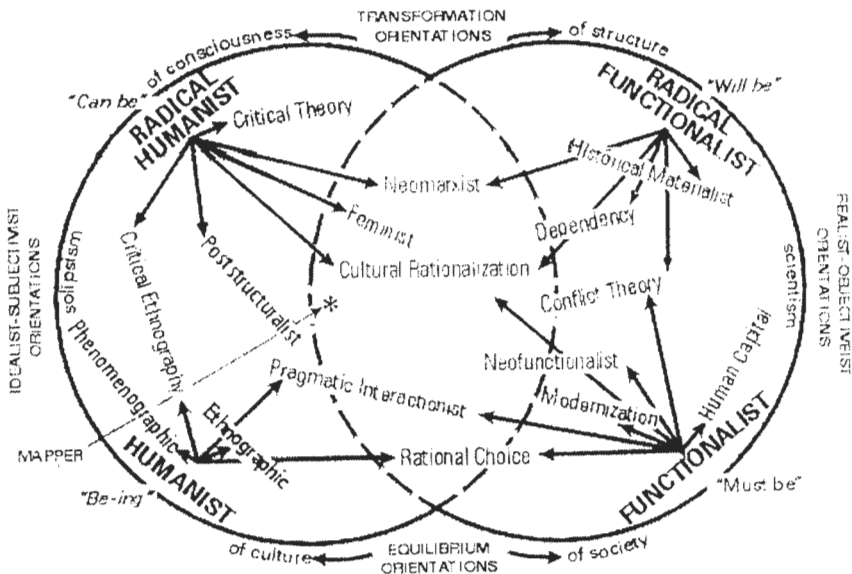 TRANSFORMATION
ORIENTATIONS
of consciousness
of structure
"Can be"
"Will be"
RADICAL
HUMANIST
RADICAL
FUNCTIONALIST
Critical Theory
Historical Materialist
Neomarxist
Feminist
Dependency
Cultural Rationalization
Conflict Theory
Critical Ethnography
Poststructuralist
*
IDEALIST-SUBJECTIVIST
ORIENTATIONS
solipsism
scientism
REALIST-OBJECTIVEIST
ORIENTATIONS
Phenomenographic
Pragmatic Interactionist
Neofunctionalist
Modernization
Human Capital
Ethnographic
Rational Choice
MAPPER
HUMANIST
FUNCTIONALIST
"Be-ing"
"Must be"
of culture
of society
EQUILIBRIUM
ORIENTATIONS